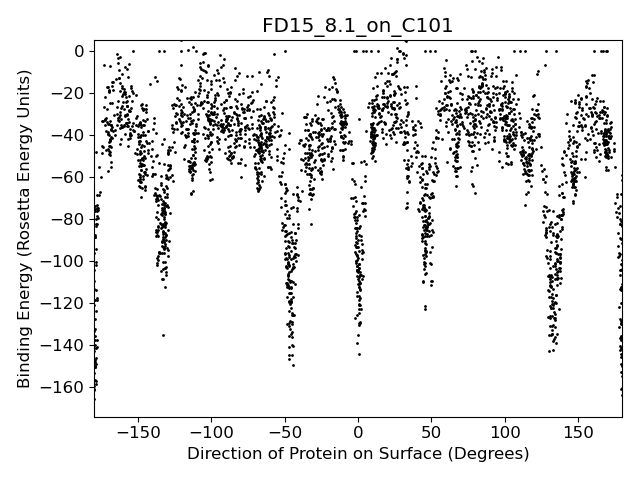 FD15_8.1_on_C101
Binding Energy (Rosetta Energy Units)
0
−20
−40
−60
−80
−100
−120
−140
−160
−150 −100 −50 0 50 100 150
Direction of Protein on Surface (Degrees)